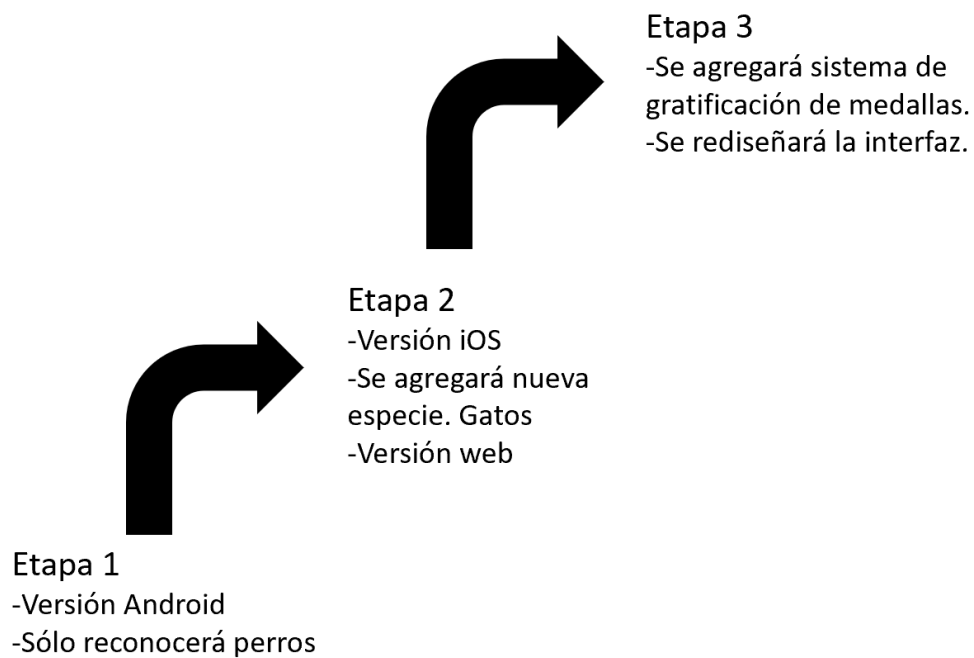 Etapa 3
-Se agregará sistema de
gratificación de medallas.
-Se rediseñará la interfaz.
Etapa 2
-Versión iOS
-Se agregará nueva
especie. Gatos
-Versión web
Etapa 1
-Versión Android
-Sólo reconocerá perros